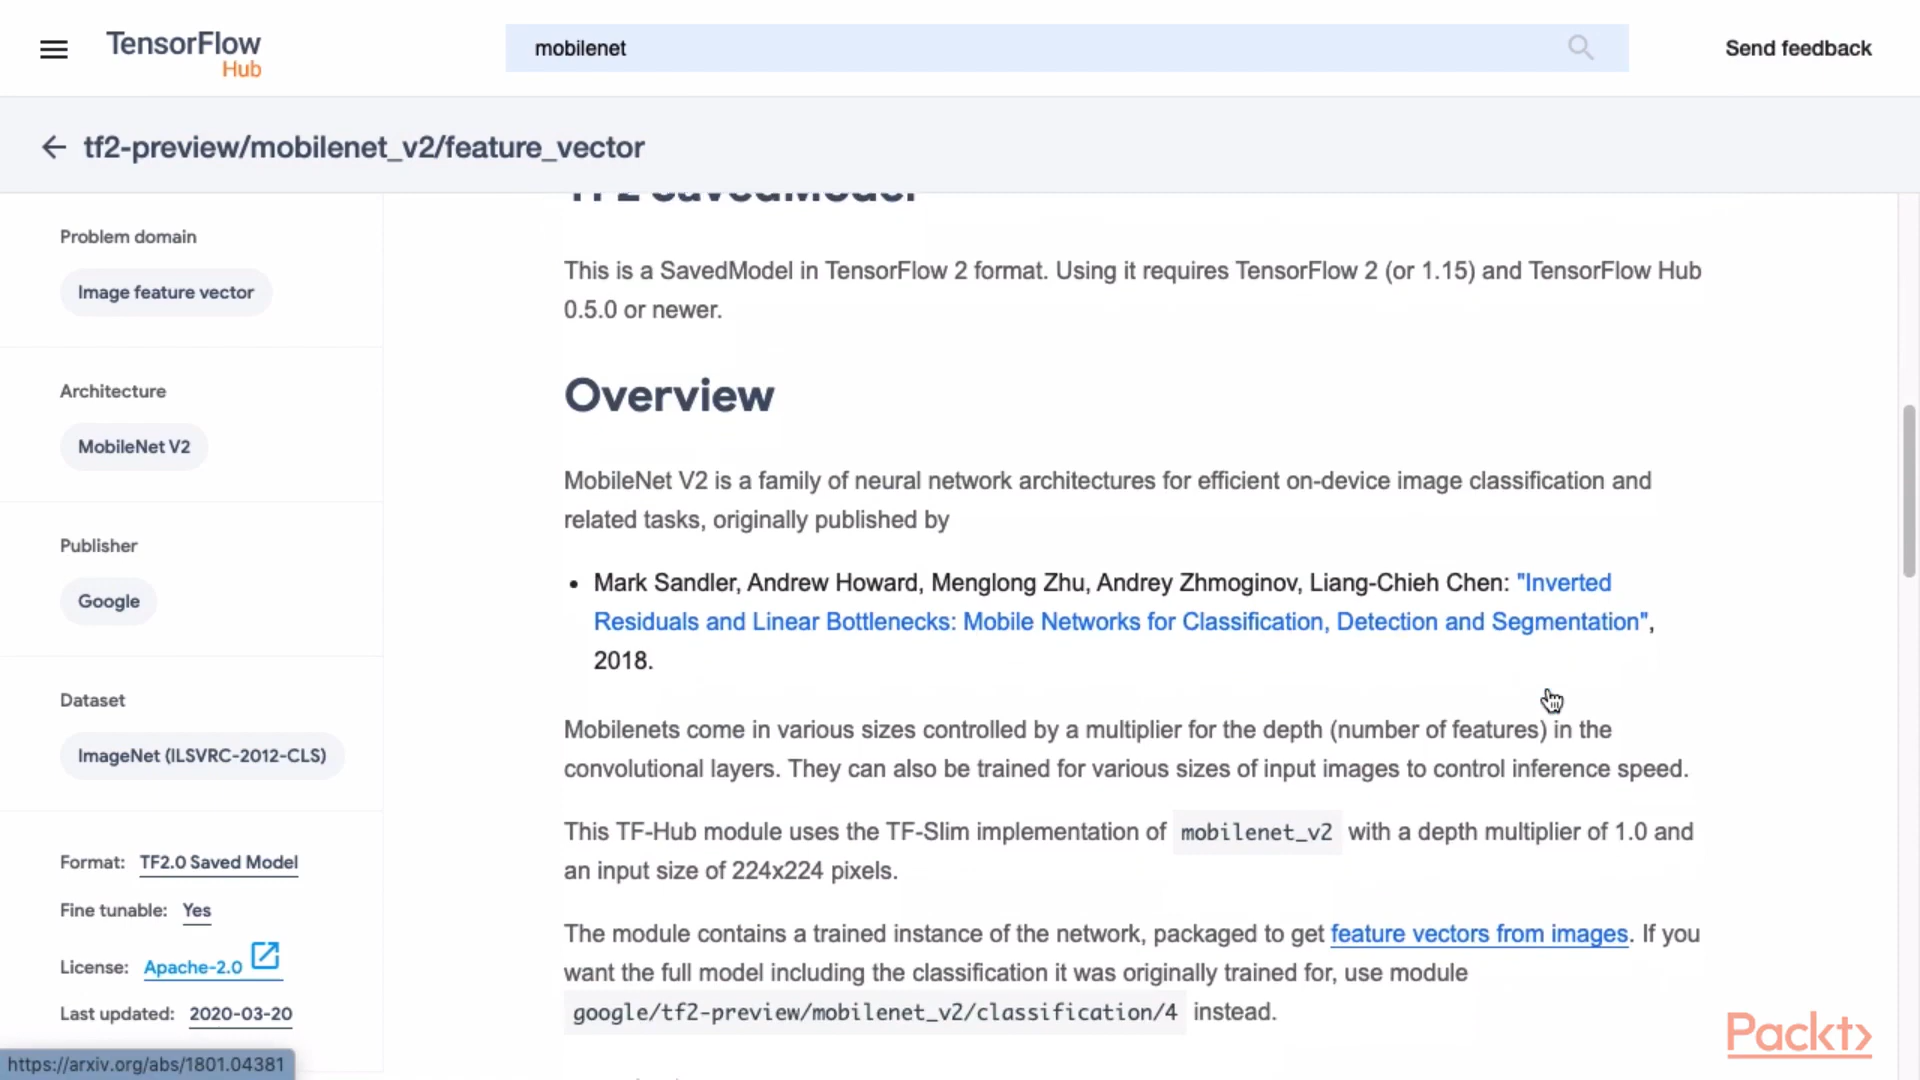 TensorFlow
Hub
mobilenet
Send feedback
tf2-preview/mobilenet_v2/feature_vector
Problem domain
Image feature vector
Architecture
MobileNet V2
Publisher
Google
Dataset
ImageNet (ILSVRC-2012-CLS)
Format: TF2.0 Saved Model
Fine tunable: Yes
License: Apache-2.0
Last updated: 2020-03-20
https://arxiv.org/abs/1801.04381
TF2 SavedModel
This is a SavedModel in TensorFlow 2 format. Using it requires TensorFlow 2 (or 1.15) and TensorFlow Hub
0.5.0 or newer.
Overview
MobileNet V2 is a family of neural network architectures for efficient on-device image classification and
related tasks, originally published by
• Mark Sandler, Andrew Howard, Menglong Zhu, Andrey Zhmoginov, Liang-Chieh Chen: "Inverted
Residuals and Linear Bottlenecks: Mobile Networks for Classification, Detection and Segmentation",
2018.
Mobilenets come in various sizes controlled by a multiplier for the depth (number of features) in the
convolutional layers. They can also be trained for various sizes of input images to control inference speed.
This TF-Hub module uses the TF-Slim implementation of mobilenet_v2 with a depth multiplier of 1.0 and
an input size of 224x224 pixels.
The module contains a trained instance of the network, packaged to get feature vectors from images. If you
want the full model including the classification it was originally trained for, use module
google/tf2-preview/mobilenet_v2/classification/4 instead.
Packt>